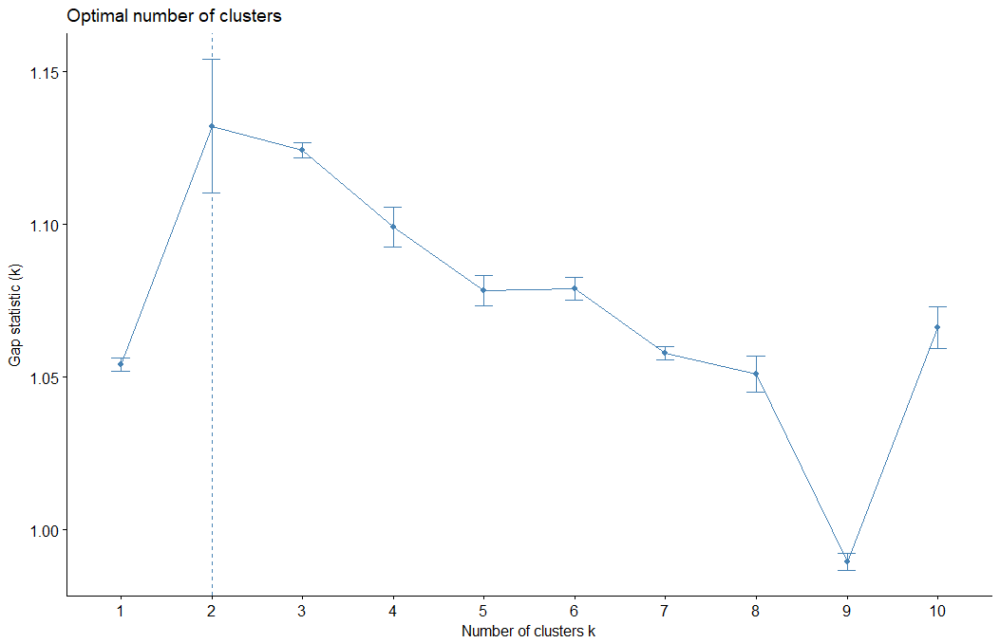 Optimal number of clusters
1.15
1.10
1.05
1.00
Gap statistic (k)
1 2 3 4 5 6 7 8 9 10
Number of clusters k